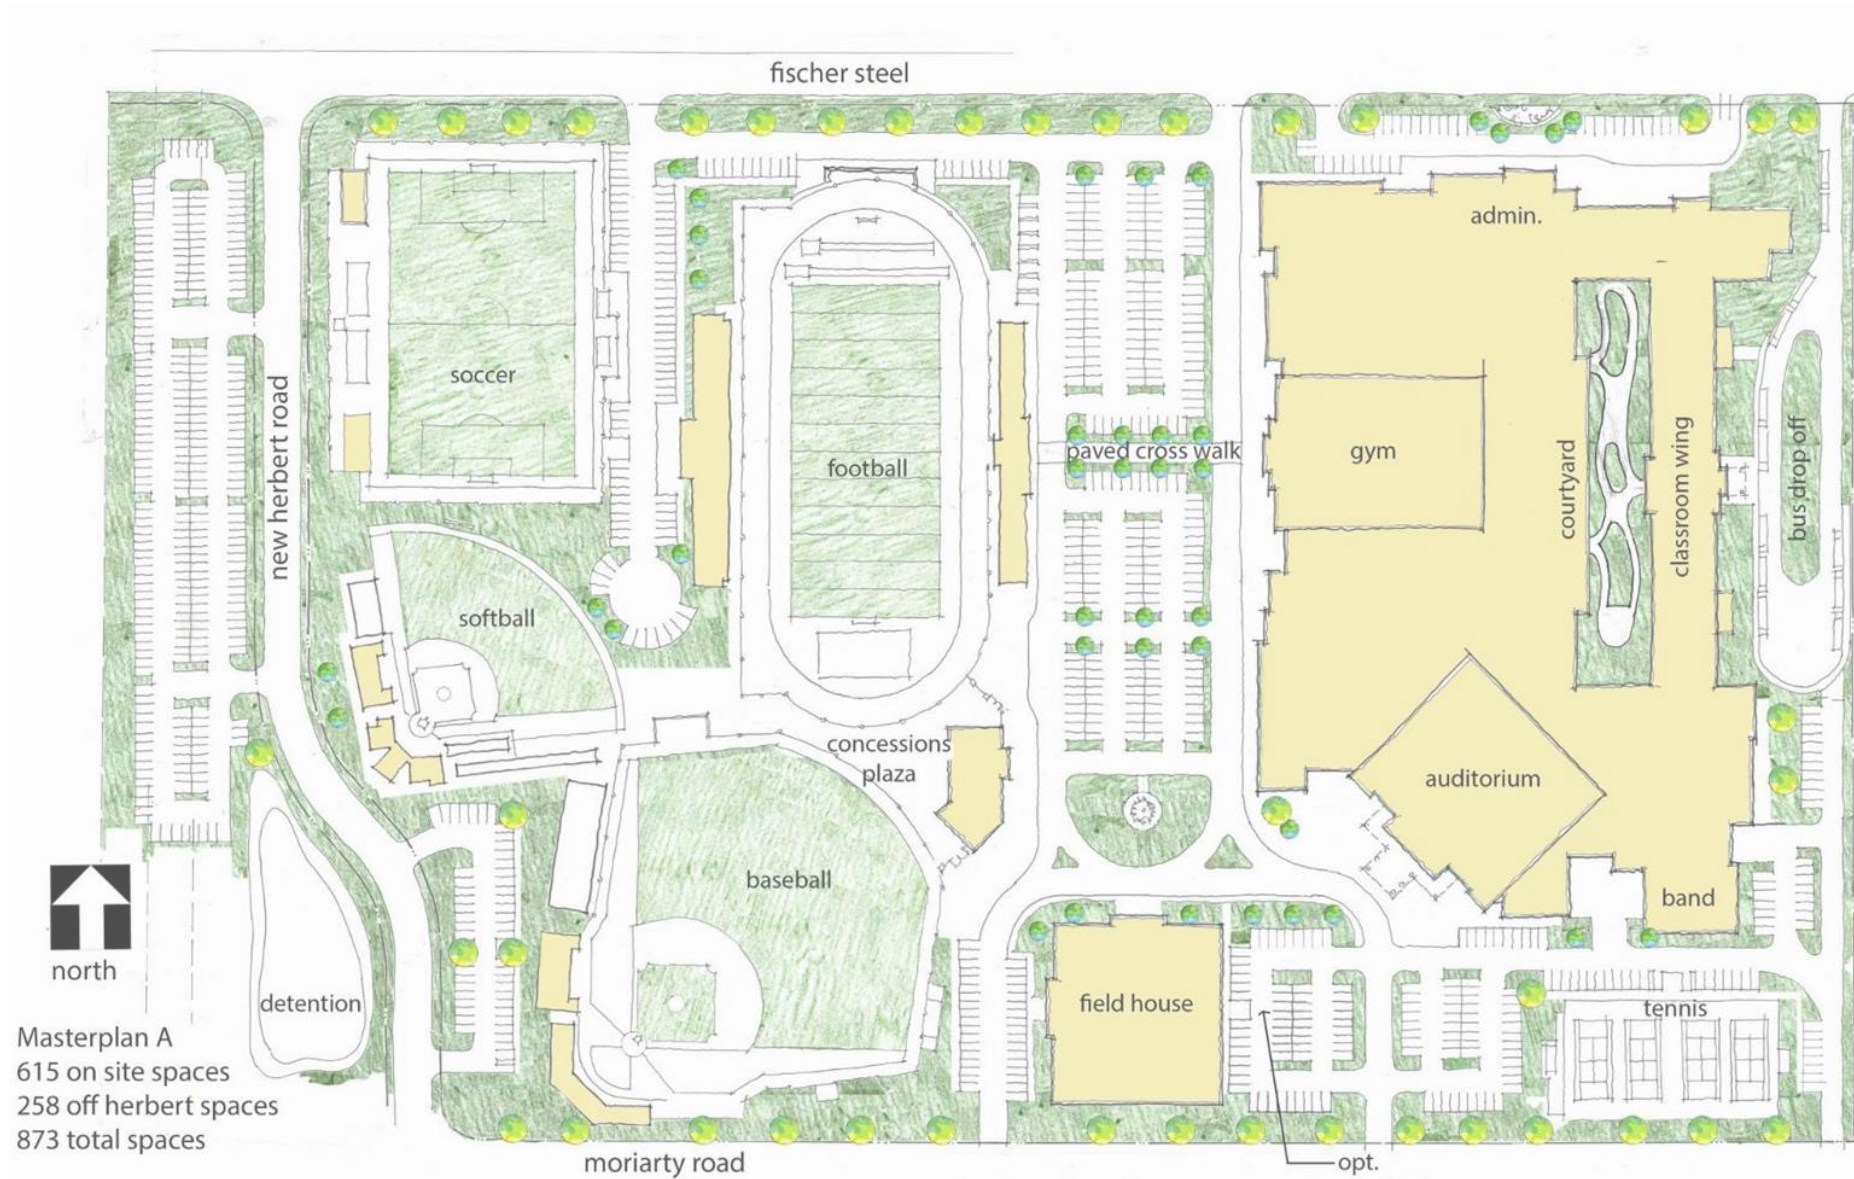 fischer steel
admin.
soccer
new herbert road
football
paved cross walk
gym
courtyard
classroom wing
bus drop off
softball
concessions
plaza
auditorium
baseball
band
north
detention
field house
tennis
Masterplan A
615 on site spaces
258 off herbert spaces
873 total spaces
moriarty road
opt.